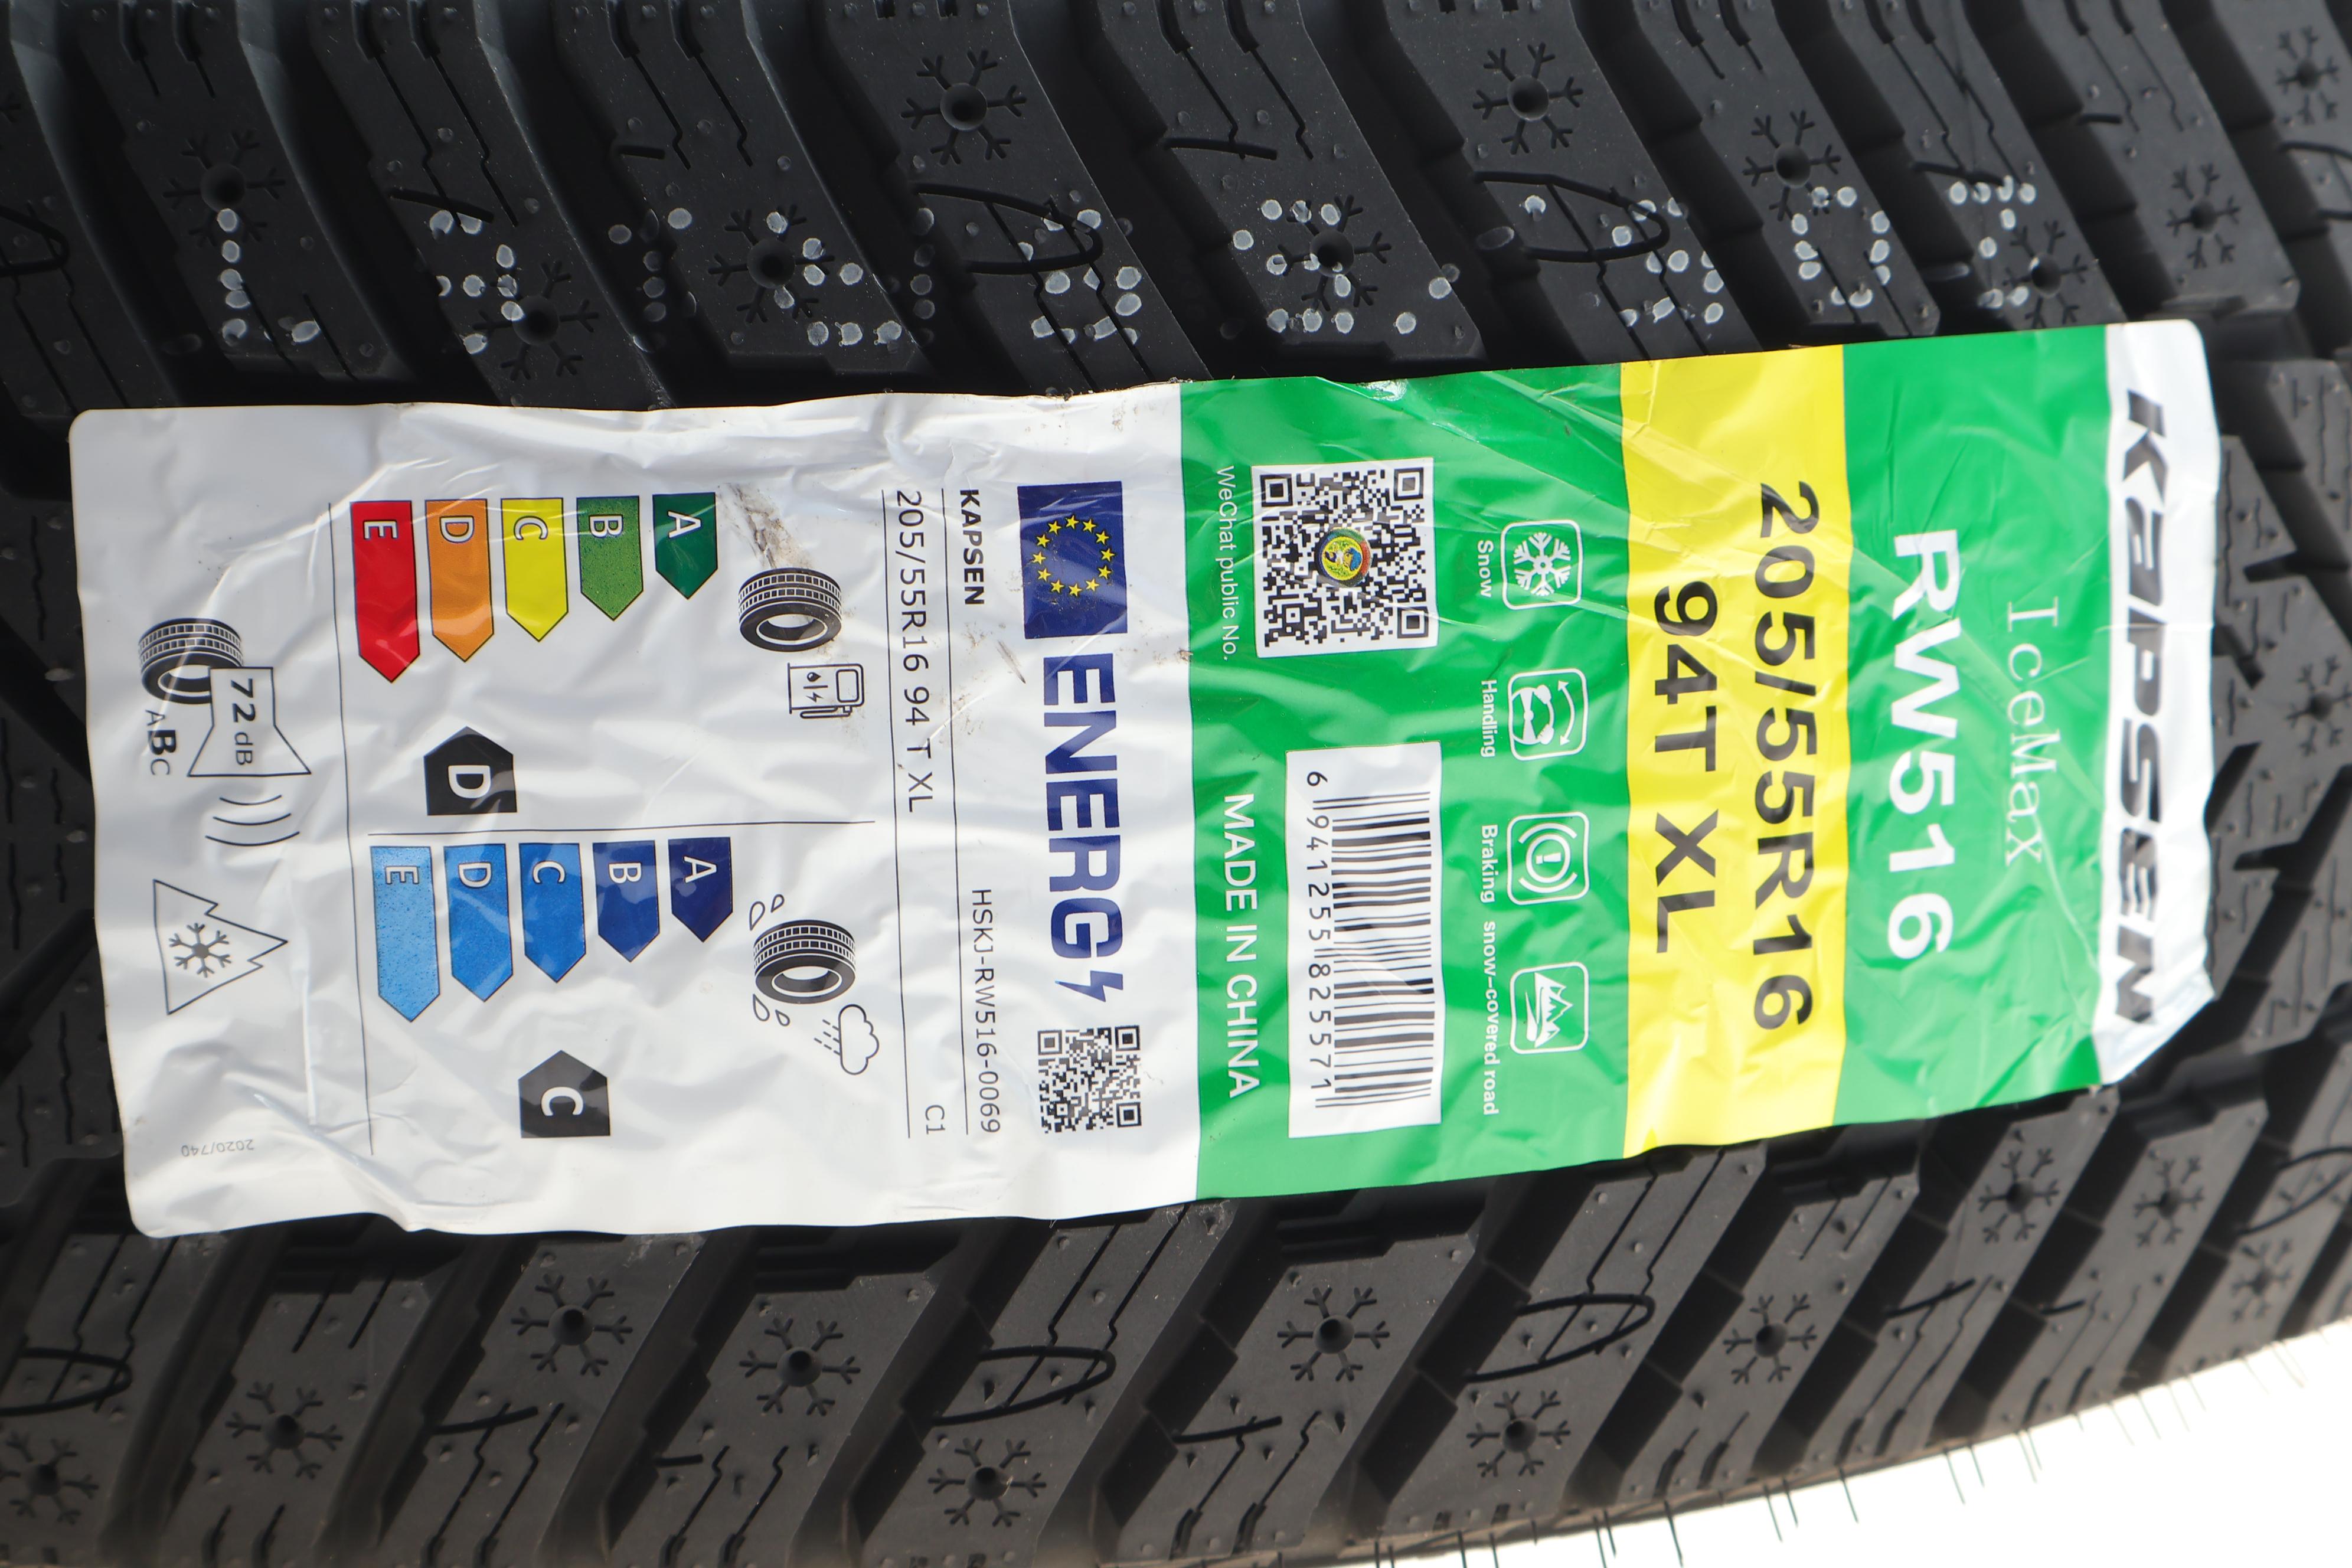 Kapsen
IceMax
RW516
205/55R16
94T XL
Snow
Handling
Braking
snow-covered road
WeChat public No.
6 941255 825571
MADE IN CHINA
ENERG
KAPSEN
HSKJ-RW516-0069
205/55R16 94 T XL
C1
A
B
C
D
E
D
A
B
C
D
E
C
72 dB
ABC
2020/740